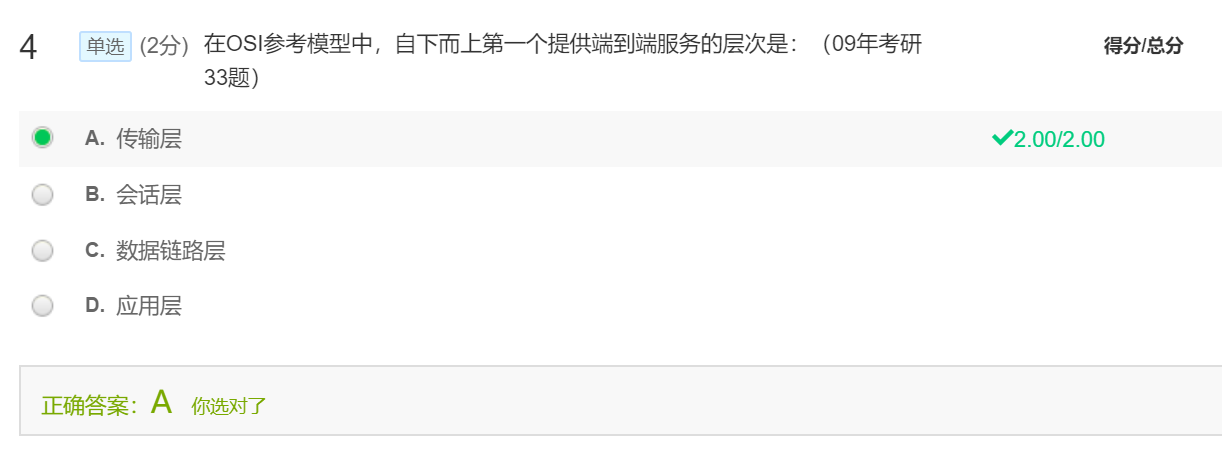 4 单选 (2分) 在OSI参考模型中，自下而上第一个提供端到端服务的层次是：（09年考研 得分/总分
33题）
A. 传输层 2.00/2.00
B. 会话层
C. 数据链路层
D. 应用层
正确答案：A 你选对了